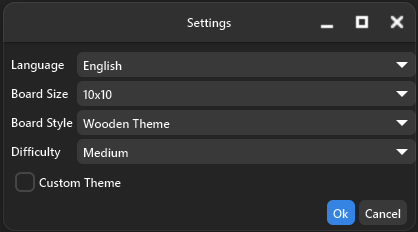 Settings
Language English
Board Size 10x10
Board Style Wooden Theme
Difficulty Medium
Custom Theme
Ok Cancel